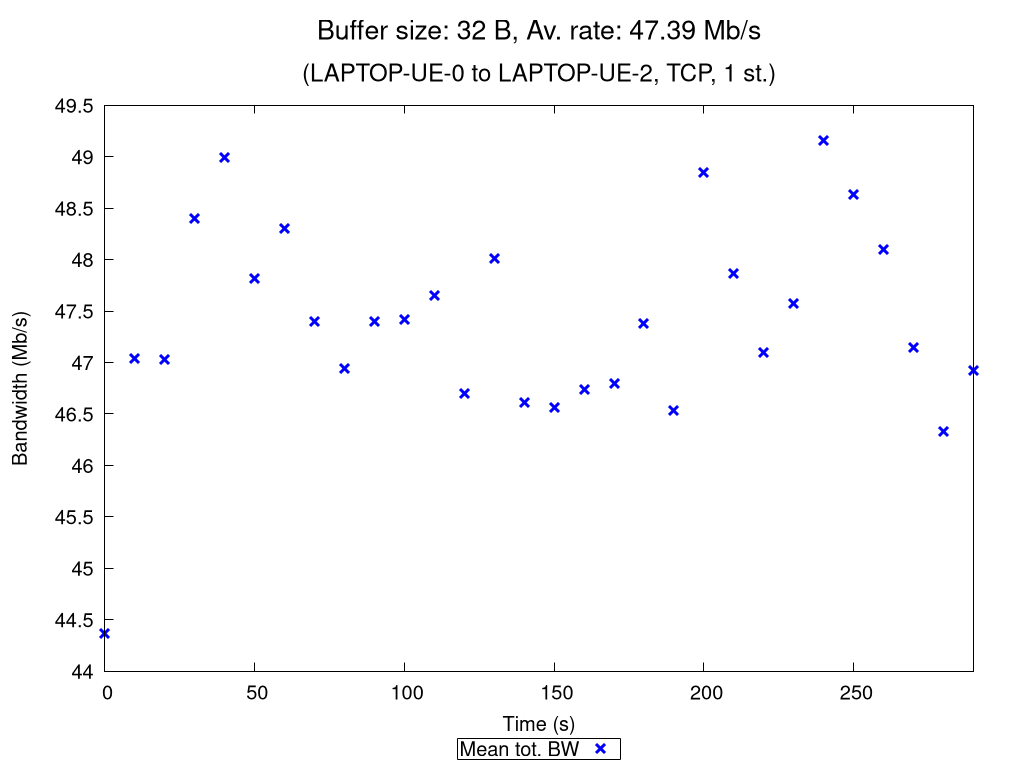 Buffer size: 32 B, Av. rate: 47.39 Mb/s
(LAPTOP-UE-0 to LAPTOP-UE-2, TCP, 1 st.)
49.5
49
48.5
48
47.5
47
46.5
46
45.5
45
44.5
44
Bandwidth (Mb/s)
0 50 100 150 200 250
Time (s)
Mean tot. BW